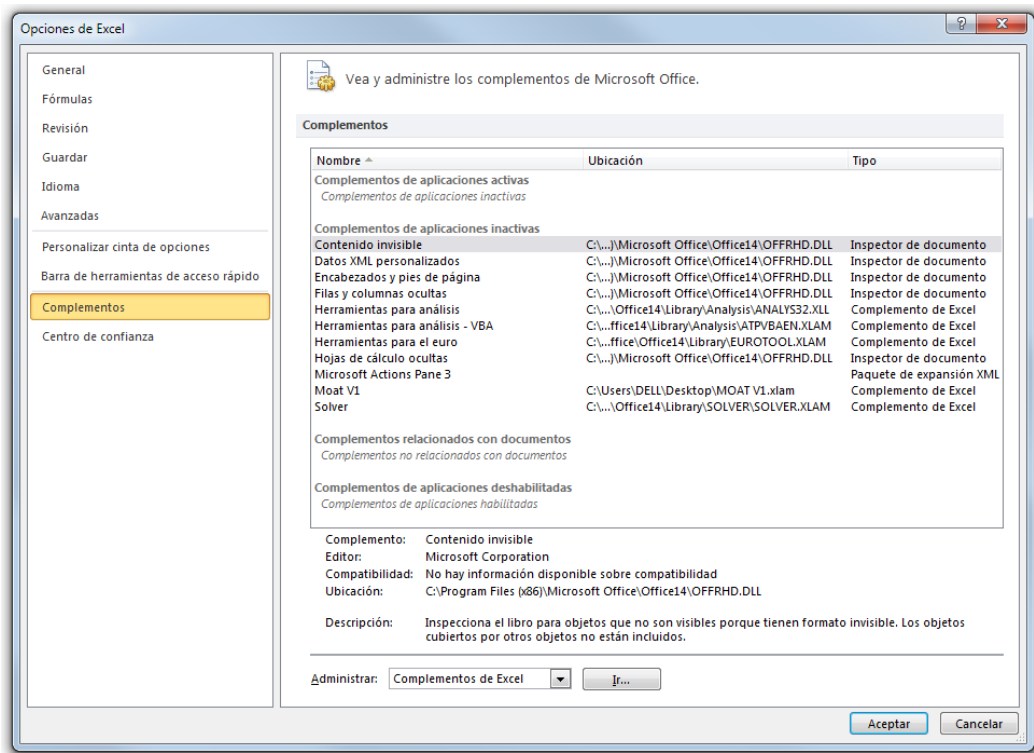 Opciones de Excel
General
Fórmulas
Revisión
Guardar
Idioma
Avanzadas
Personalizar cinta de opciones
Barra de herramientas de acceso rápido
Complementos
Centro de confianza
Vea y administre los complementos de Microsoft Office.
Complementos
Nombre Ubicación Tipo
Complementos de aplicaciones activas
Complementos de aplicaciones inactivas
Complementos de aplicaciones inactivas
Contenido invisible C:\...)\Microsoft Office\Office14\OFFRHD.DLL Inspector de documento
Datos XML personalizados C:\...)\Microsoft Office\Office14\OFFRHD.DLL Inspector de documento
Encabezados y pies de página C:\...)\Microsoft Office\Office14\OFFRHD.DLL Inspector de documento
Filas y columnas ocultas C:\...)\Microsoft Office\Office14\OFFRHD.DLL Inspector de documento
Herramientas para análisis C:\...\Office14\Library\Analysis\ANALYS32.XLL Complemento de Excel
Herramientas para análisis - VBA C:\...ffice14\Library\Analysis\ATPVBAEN.XLAM Complemento de Excel
Herramientas para el euro C:\...ffice\Office14\Library\EUROTOOL.XLAM Complemento de Excel
Hojas de cálculo ocultas C:\...)\Microsoft Office\Office14\OFFRHD.DLL Inspector de documento
Microsoft Actions Pane 3 Paquete de expansión XML
Moat V1 C:\Users\DELL\Desktop\MOAT V1.xlam Complemento de Excel
Solver C:\...\Office14\Library\SOLVER\SOLVER.XLAM Complemento de Excel
Complementos relacionados con documentos
Complementos no relacionados con documentos
Complementos de aplicaciones deshabilitadas
Complementos de aplicaciones habilitadas
Complemento: Contenido invisible
Editor: Microsoft Corporation
Compatibilidad: No hay información disponible sobre compatibilidad
Ubicación: C:\Program Files (x86)\Microsoft Office\Office14\OFFRHD.DLL
Descripción: Inspecciona el libro para objetos que no son visibles porque tienen formato invisible. Los objetos
cubiertos por otros objetos no están incluidos.
Administrar: Complementos de Excel Ir...
Aceptar Cancelar